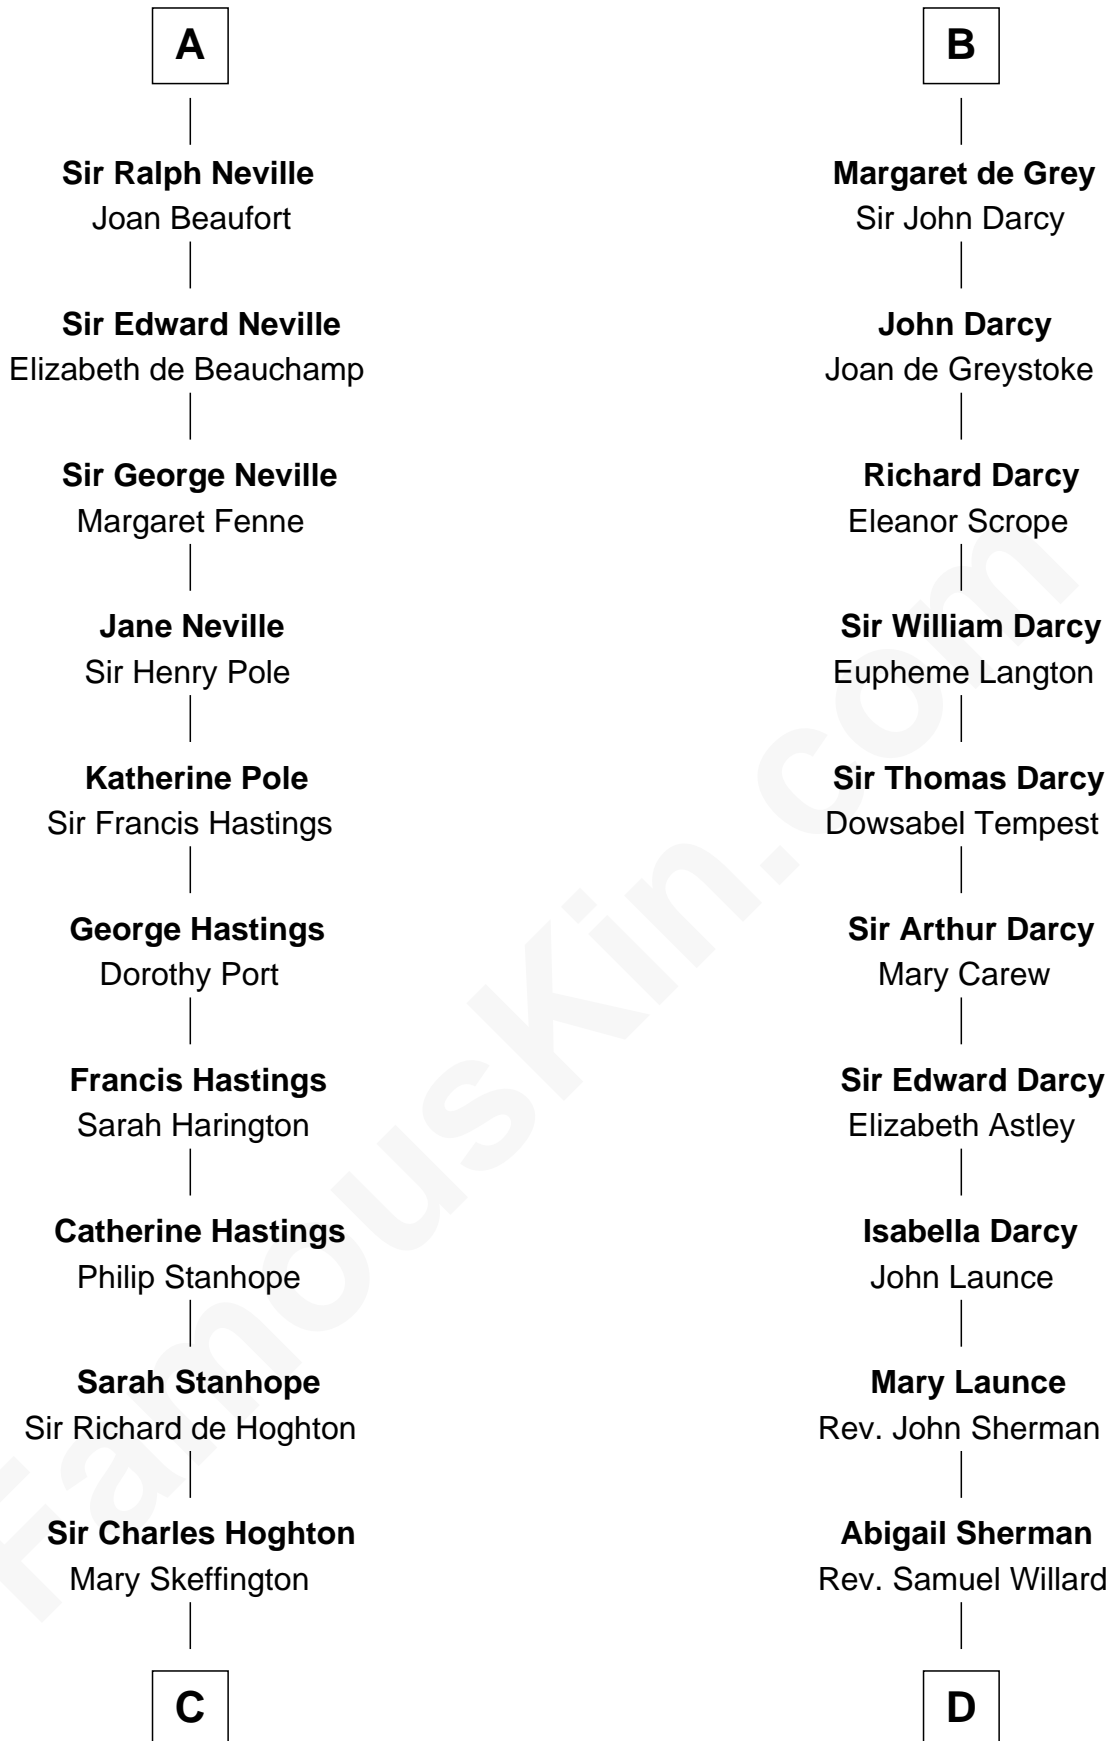 A
Sir Ralph Neville
Joan Beaufort
Sir Edward Neville
Elizabeth de Beauchamp
Sir George Neville
Margaret Fenne
Jane Neville
Sir Henry Pole
Katherine Pole
Sir Francis Hastings
George Hastings
Dorothy Port
Francis Hastings
Sarah Harington
Catherine Hastings
Philip Stanhope
Sarah Stanhope
Sir Richard de Hoghton
Sir Charles Hoghton
Mary Skeffington
C
B
Margaret de Grey
Sir John Darcy
John Darcy
Joan de Greystoke
Richard Darcy
Eleanor Scrope
Sir William Darcy
Eupheme Langton
Sir Thomas Darcy
Dowsabel Tempest
Sir Arthur Darcy
Mary Carew
Sir Edward Darcy
Elizabeth Astley
Isabella Darcy
John Launce
Mary Launce
Rev. John Sherman
Abigail Sherman
Rev. Samuel Willard
D
FamousKin.com